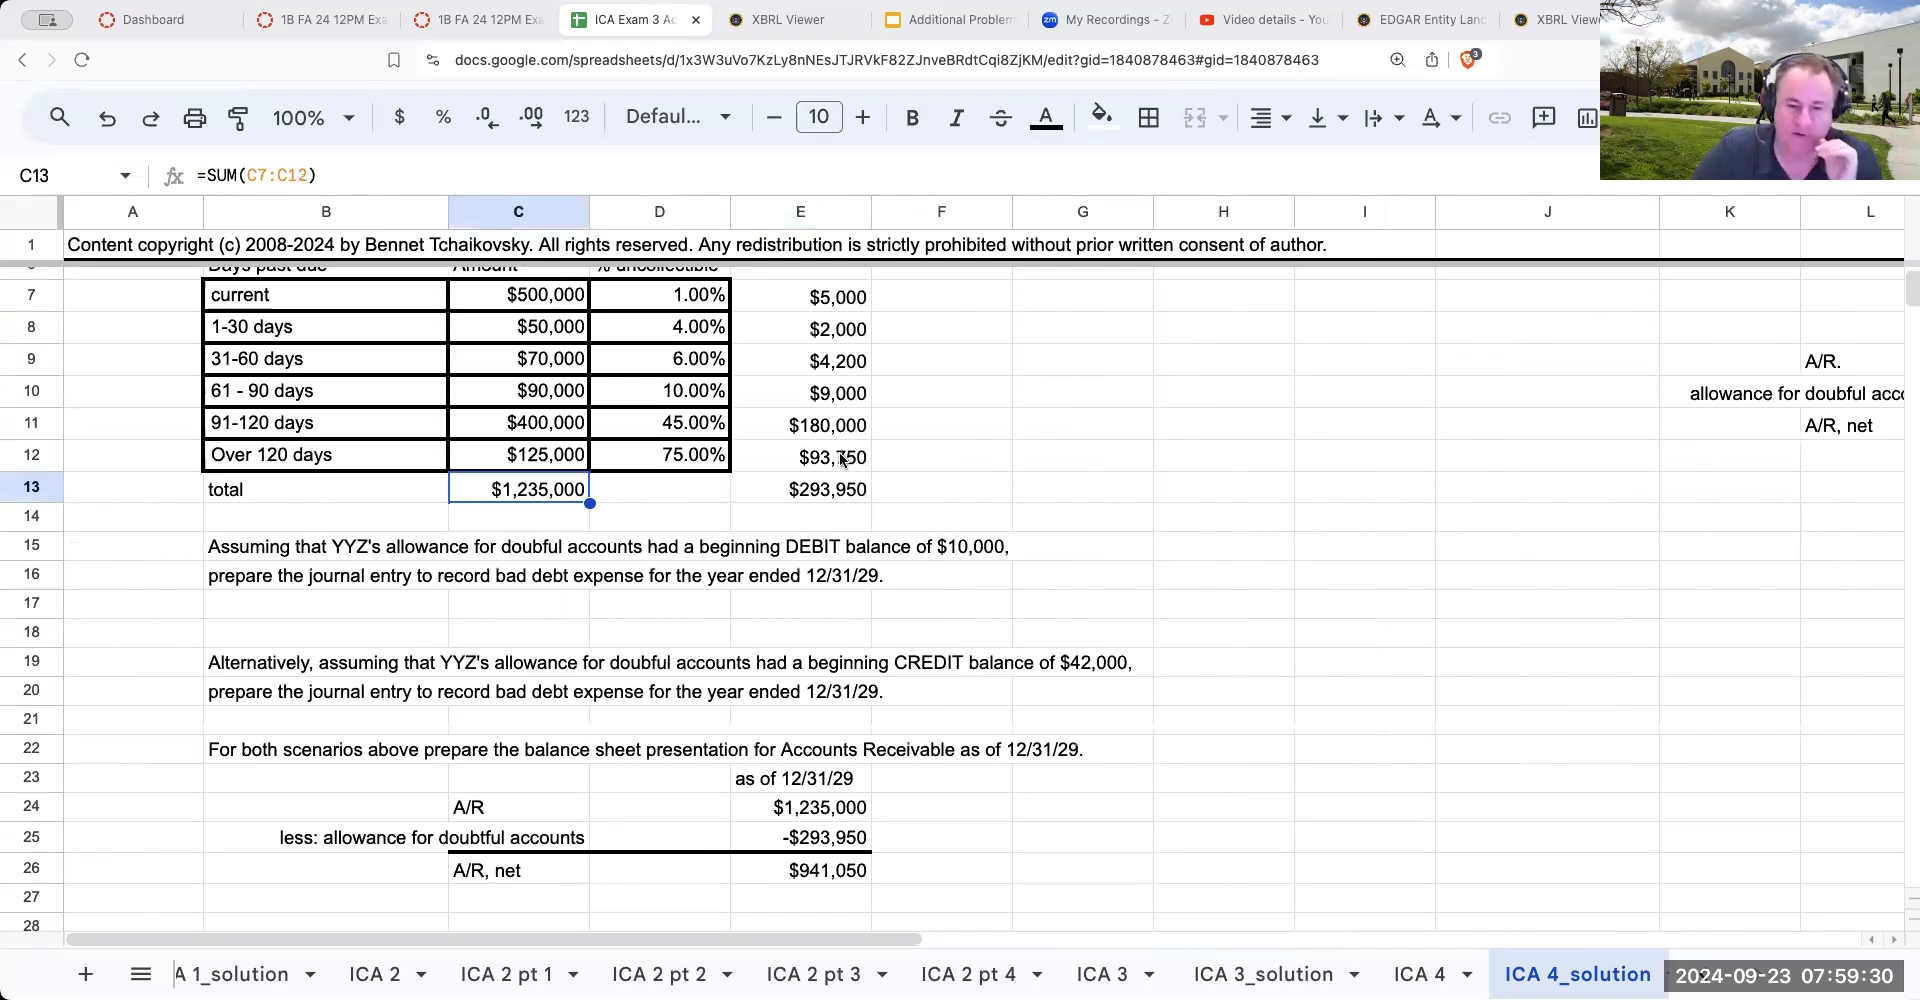 Dashboard
1B FA 24 12PM Exa
1B FA 24 12PM Exa
ICA Exam 3 Ac
XBRL Viewer
Additional Problem
zm My Recordings - Z
Video details - You
EDGAR Entity Lanc
XBRL View
docs.google.com/spreadsheets/d/1x3W3uVo7KzLy8nNEsJTJRVkF82ZJnveBRdtCqi8ZjKM/edit?gid=1840878463#gid=1840878463
3
100% $ % .0 .00 123 Defaul... 10 B I A
C13 fx =SUM(C7:C12)
A B C D E F G H I J K L
1 Content copyright (c) 2008-2024 by Bennet Tchaikovsky. All rights reserved. Any redistribution is strictly prohibited without prior written consent of author.
Days past due Amount % uncollectible
7 current $500,000 1.00% $5,000
8 1-30 days $50,000 4.00% $2,000
9 31-60 days $70,000 6.00% $4,200 A/R.
10 61 - 90 days $90,000 10.00% $9,000 allowance for doubful acco
11 91-120 days $400,000 45.00% $180,000 A/R, net
12 Over 120 days $125,000 75.00% $93,750
13 total $1,235,000 $293,950
14
15 Assuming that YYZ's allowance for doubful accounts had a beginning DEBIT balance of $10,000,
16 prepare the journal entry to record bad debt expense for the year ended 12/31/29.
17
18
19 Alternatively, assuming that YYZ's allowance for doubful accounts had a beginning CREDIT balance of $42,000,
20 prepare the journal entry to record bad debt expense for the year ended 12/31/29.
21
22 For both scenarios above prepare the balance sheet presentation for Accounts Receivable as of 12/31/29.
23 as of 12/31/29
24 A/R $1,235,000
25 less: allowance for doubtful accounts -$293,950
26 A/R, net $941,050
27
28
A 1_solution ICA 2 ICA 2 pt 1 ICA 2 pt 2 ICA 2 pt 3 ICA 2 pt 4 ICA 3 ICA 3_solution ICA 4 ICA 4_solution
2024-09-23 07:59:30